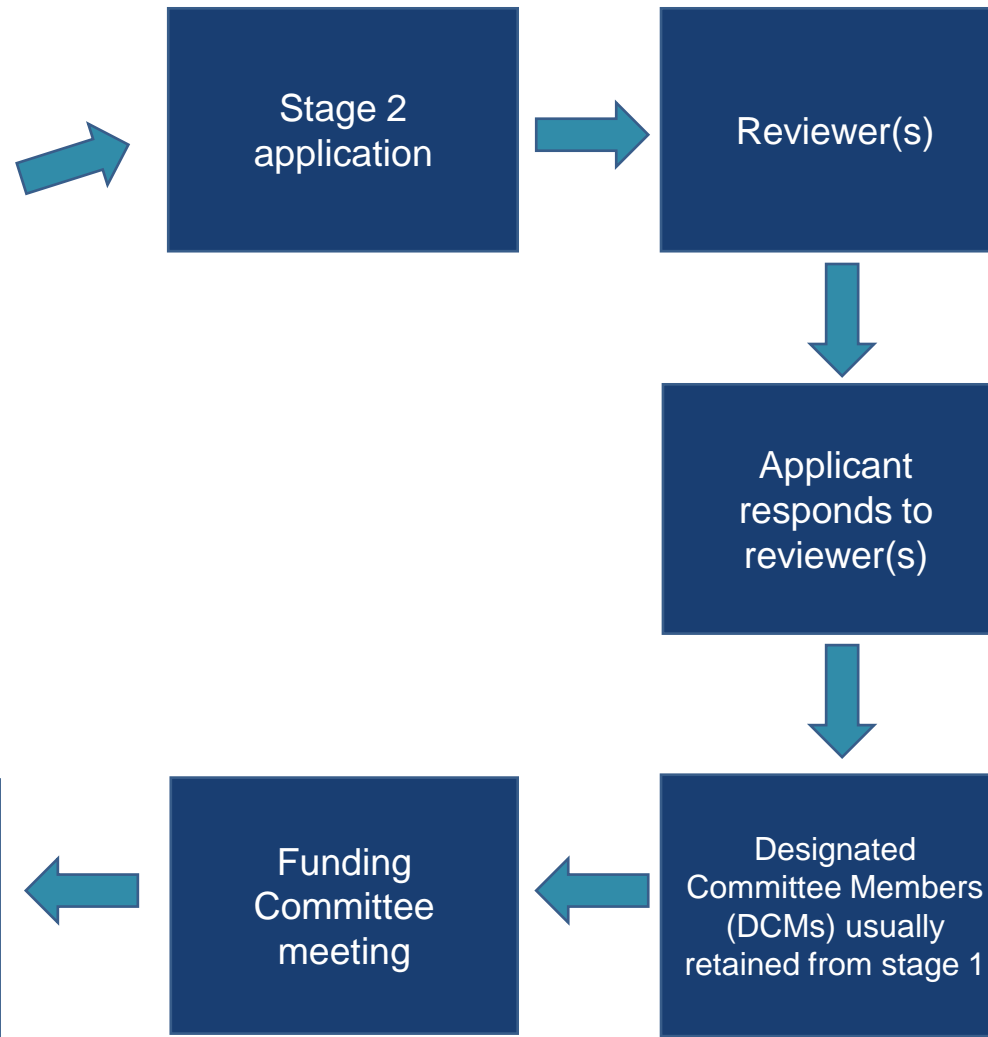 Stage 2
application
Reviewer(s)
Applicant
responds to
reviewer(s)
Designated
Committee Members
(DCMs) usually
retained from stage 1
Funding
Committee
meeting